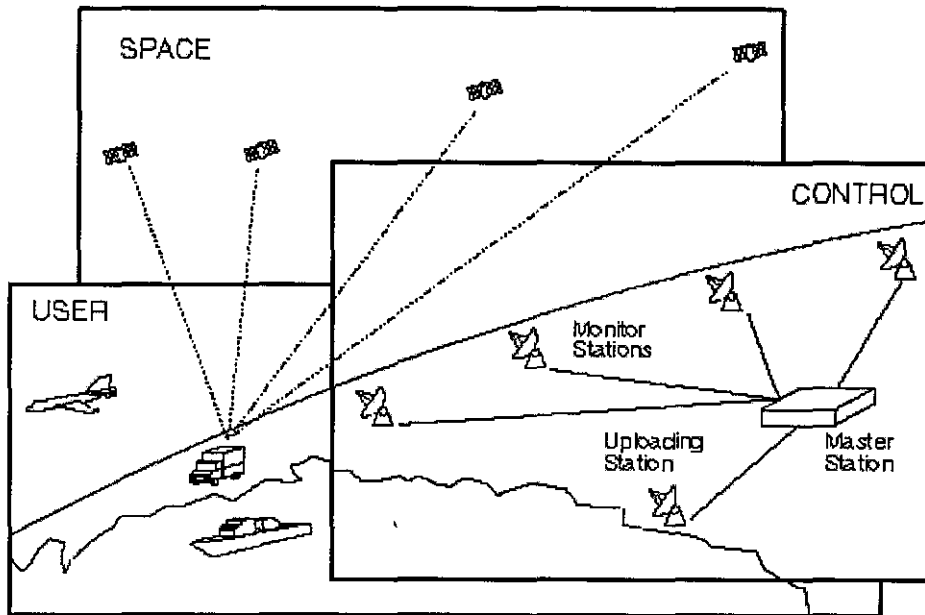 SPACE
CONTROL
USER
Monitor
Stations
Uploading
Station
Master
Station